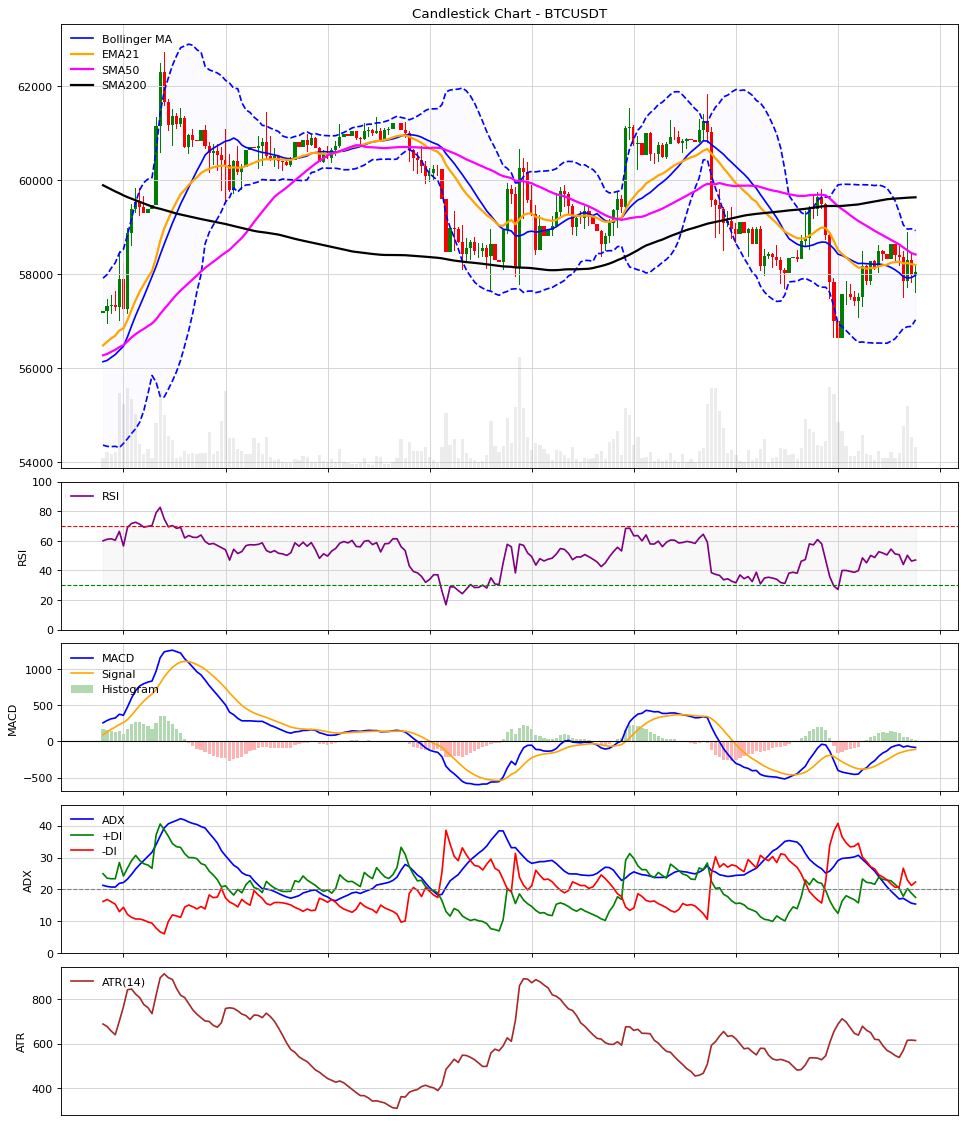 Candlestick Chart - BTCUSDT
Bollinger MA
EMA21
SMA50
SMA200
62000
60000
58000
56000
54000
RSI
RSI
100
80
60
40
20
0
MACD
Signal
Histogram
MACD
1000
500
0
−500
ADX
+DI
-DI
ADX
40
30
20
10
0
ATR(14)
ATR
800
600
400